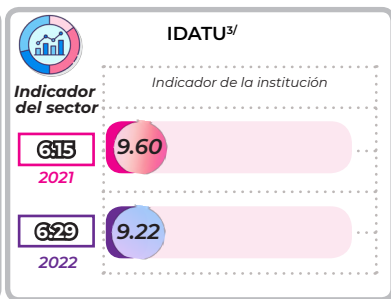 IDATU3/
Indicador
del sector
Indicador de la institución
6.15
9.60
2021
6.29
9.22
2022